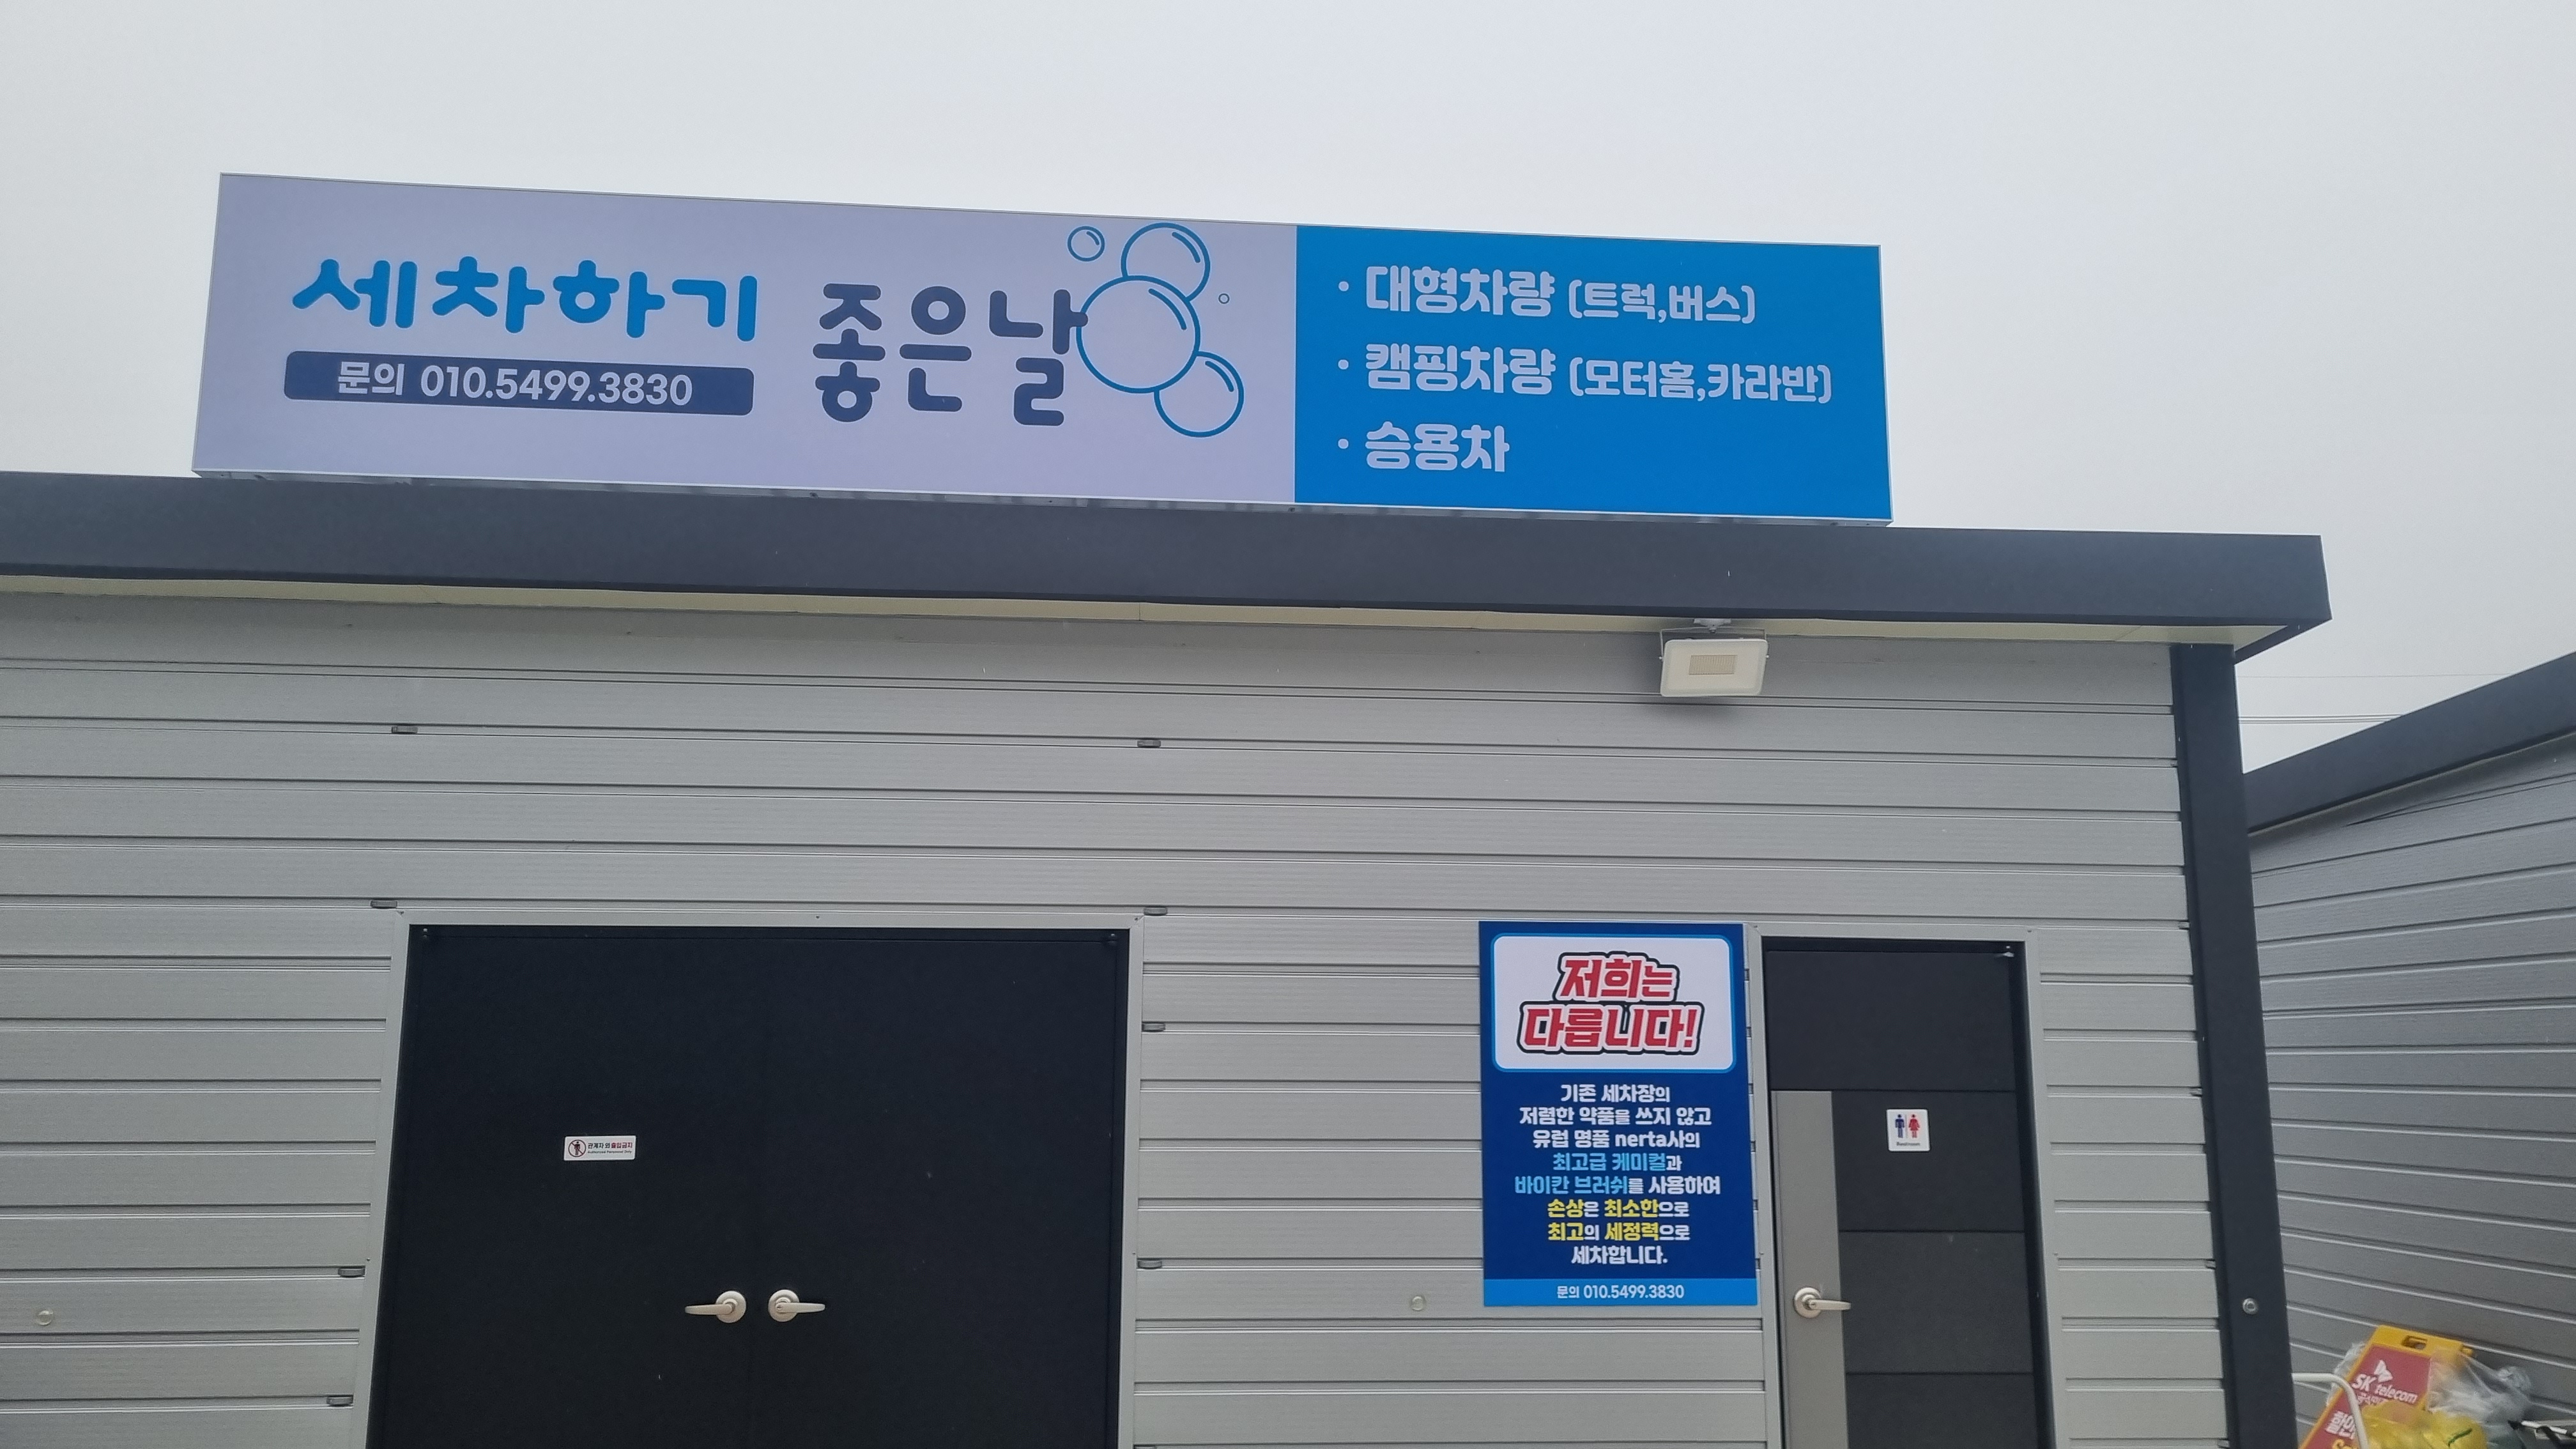 세차하기 좋은날
문의 010.5499.3830
· 대형차량 (트럭,버스)
· 캠핑차량 (모터홈,카라반)
· 승용차
저희는
다릅니다!
기존 세차장의
저렴한 약품을 쓰지 않고
유럽 명품 nerta사의
최고급 케미컬과
바이칸 브러쉬를 사용하여
손상은 최소한으로
최고의 세정력으로
세차합니다.
문의 010.5499.3830
관계자 외 출입금지
Authorized Personnel Only
Restroom
SK telecom